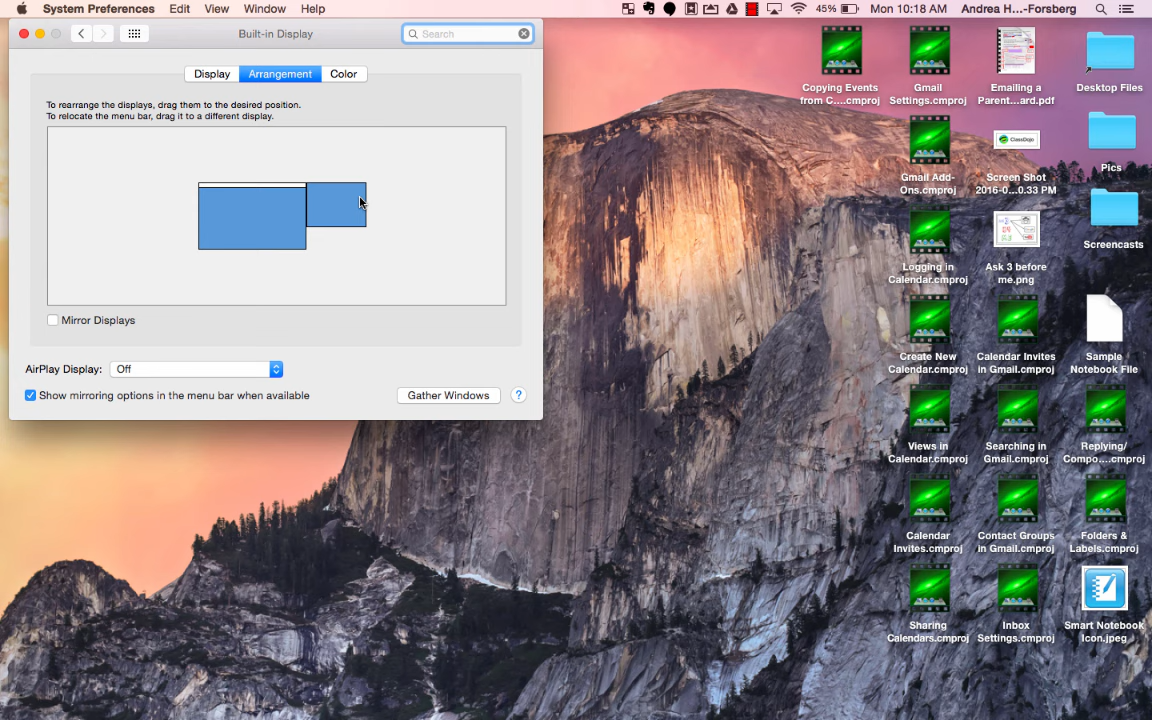 System Preferences Edit View Window Help
45% Mon 10:18 AM Andrea H...-Forsberg
Built-in Display
Search
Display Arrangement Color
To rearrange the displays, drag them to the desired position.
To relocate the menu bar, drag it to a different display.
Mirror Displays
AirPlay Display: Off
Show mirroring options in the menu bar when available
Gather Windows
?
Copying Events
from C....cmproj
Gmail
Settings.cmproj
Emailing a
Parent...ard.pdf
Desktop Files
Gmail Add-
Ons.cmproj
ClassDojo
Screen Shot
2016-0...0.33 PM
Pics
Logging in
Calendar.cmproj
Ask 3 before
me.png
Screencasts
Create New
Calendar.cmproj
Calendar Invites
in Gmail.cmproj
Sample
Notebook File
Views in
Calendar.cmproj
Searching in
Gmail.cmproj
Replying/
Compo....cmproj
Calendar
Invites.cmproj
Contact Groups
in Gmail.cmproj
Folders &
Labels.cmproj
Sharing
Calendars.cmproj
Inbox
Settings.cmproj
Smart Notebook
Icon.jpeg